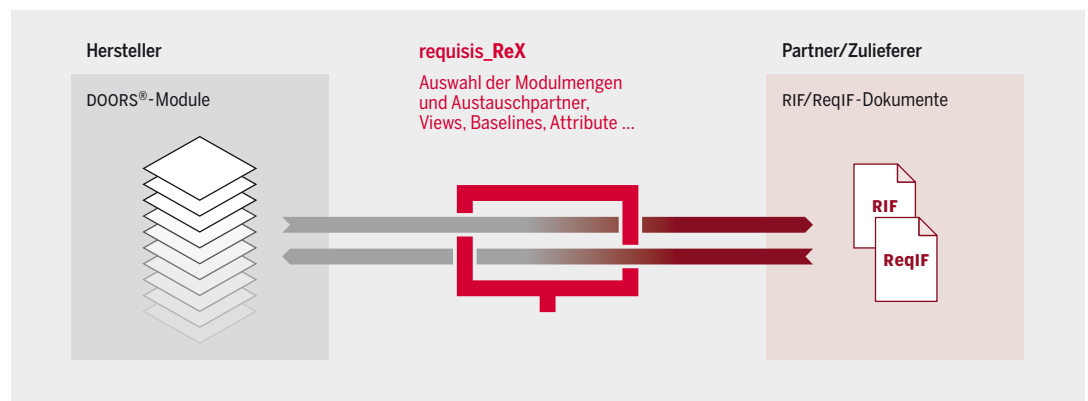 Hersteller
DOORS®-Module
requisis_ReX
Auswahl der Modulmengen
und Austauschpartner,
Views, Baselines, Attribute ...
Partner/Zulieferer
RIF/ReqIF-Dokumente
RIF
ReqIF